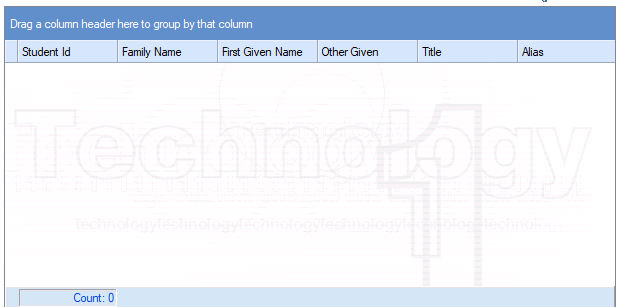 Drag a column header here to group by that column
Student Id Family Name First Given Name Other Given Title Alias
Technology 1
technologytechnologytechnologytechnologytechnologytechnol
Count: 0